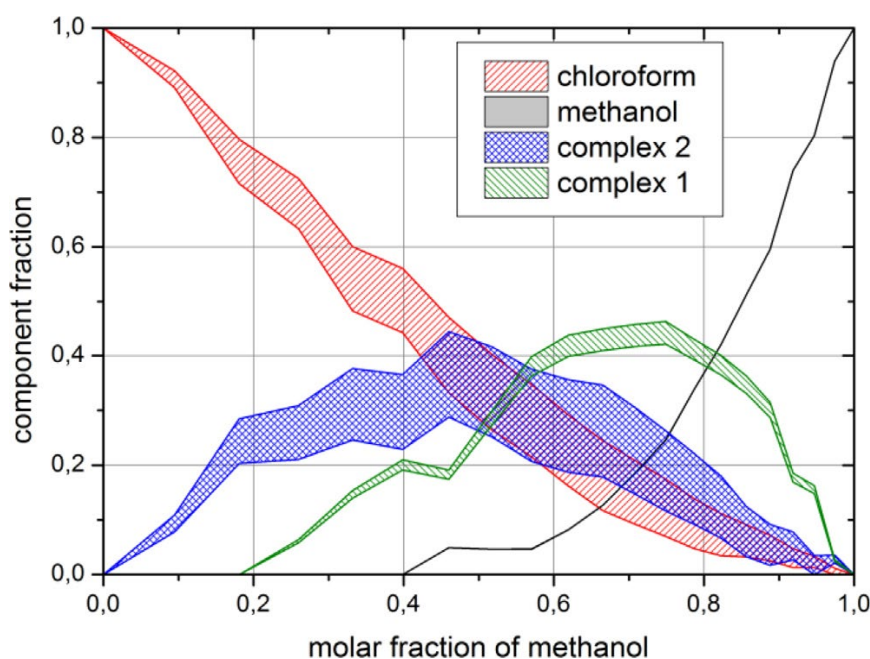 1,0
0,8
0,6
0,4
0,2
0,0
component fraction
chloroform
methanol
complex 2
complex 1
0,0 0,2 0,4 0,6 0,8 1,0
molar fraction of methanol